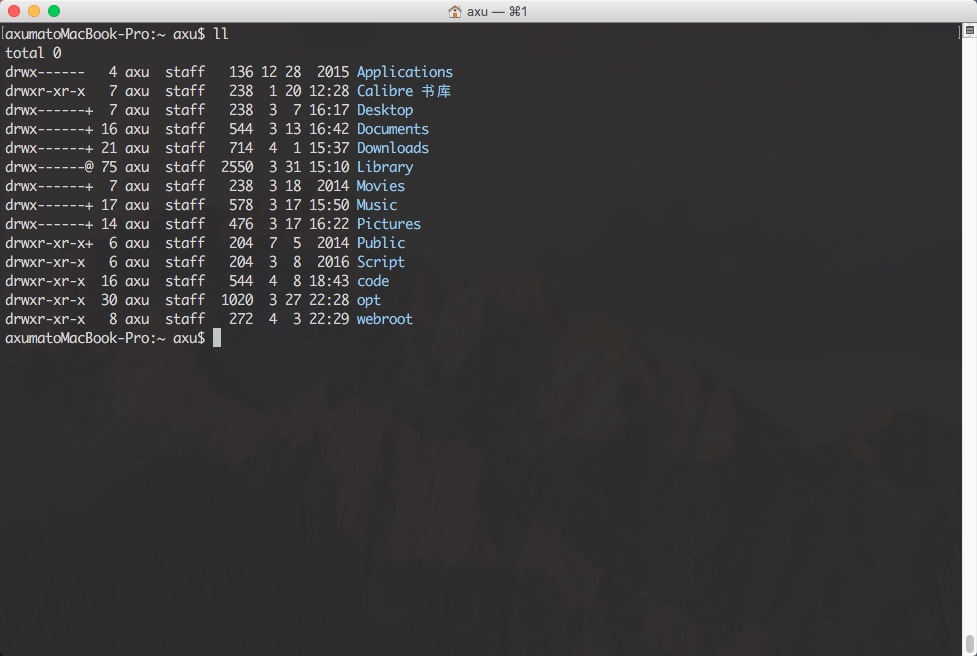 axu — ⌘1
[axumatoMacBook-Pro:~ axu$ ll ]
total 0
drwx------   4 axu  staff   136 12 28  2015 Applications
drwxr-xr-x   7 axu  staff   238  1 20 12:28 Calibre 书库
drwx------+  7 axu  staff   238  3  7 16:17 Desktop
drwx------+ 16 axu  staff   544  3 13 16:42 Documents
drwx------+ 21 axu  staff   714  4  1 15:37 Downloads
drwx------@ 75 axu  staff  2550  3 31 15:10 Library
drwx------+  7 axu  staff   238  3 18  2014 Movies
drwx------+ 17 axu  staff   578  3 17 15:50 Music
drwx------+ 14 axu  staff   476  3 17 16:22 Pictures
drwxr-xr-x+  6 axu  staff   204  7  5  2014 Public
drwxr-xr-x   6 axu  staff   204  3  8  2016 Script
drwxr-xr-x  16 axu  staff   544  4  8 18:43 code
drwxr-xr-x  30 axu  staff  1020  3 27 22:28 opt
drwxr-xr-x   8 axu  staff   272  4  3 22:29 webroot
axumatoMacBook-Pro:~ axu$